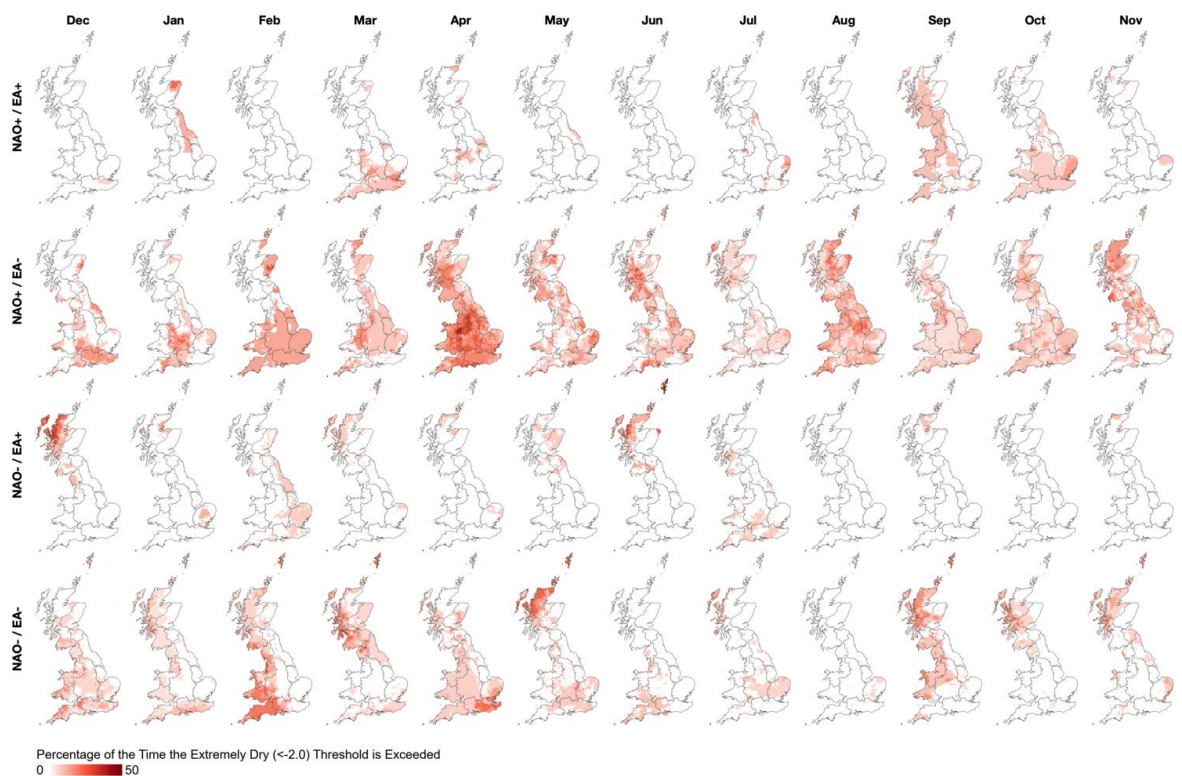 Dec Jan Feb Mar Apr May Jun Jul Aug Sep Oct Nov
NAO+ / EA+
NAO+ / EA-
NAO- / EA+
NAO- / EA-
Percentage of the Time the Extremely Dry (<-2.0) Threshold is Exceeded
0 50